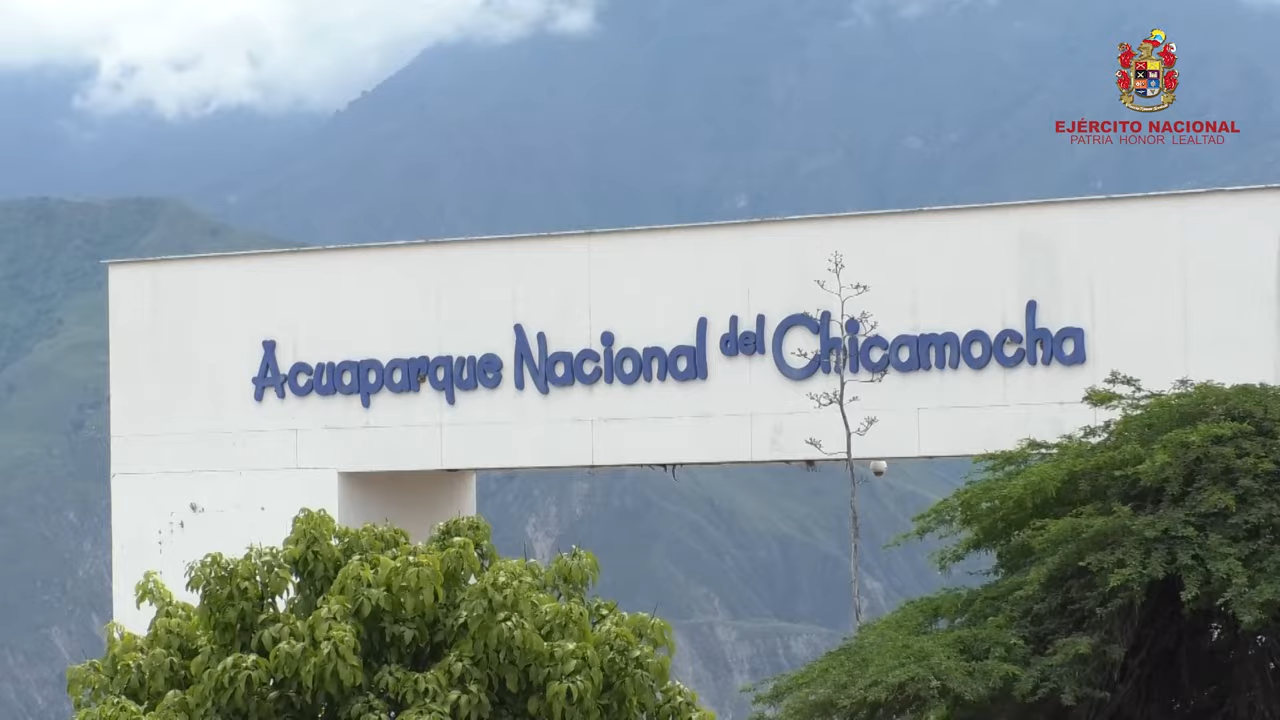 EJÉRCITO NACIONAL
PATRIA HONOR LEALTAD
Acuaparque Nacional del Chicamocha